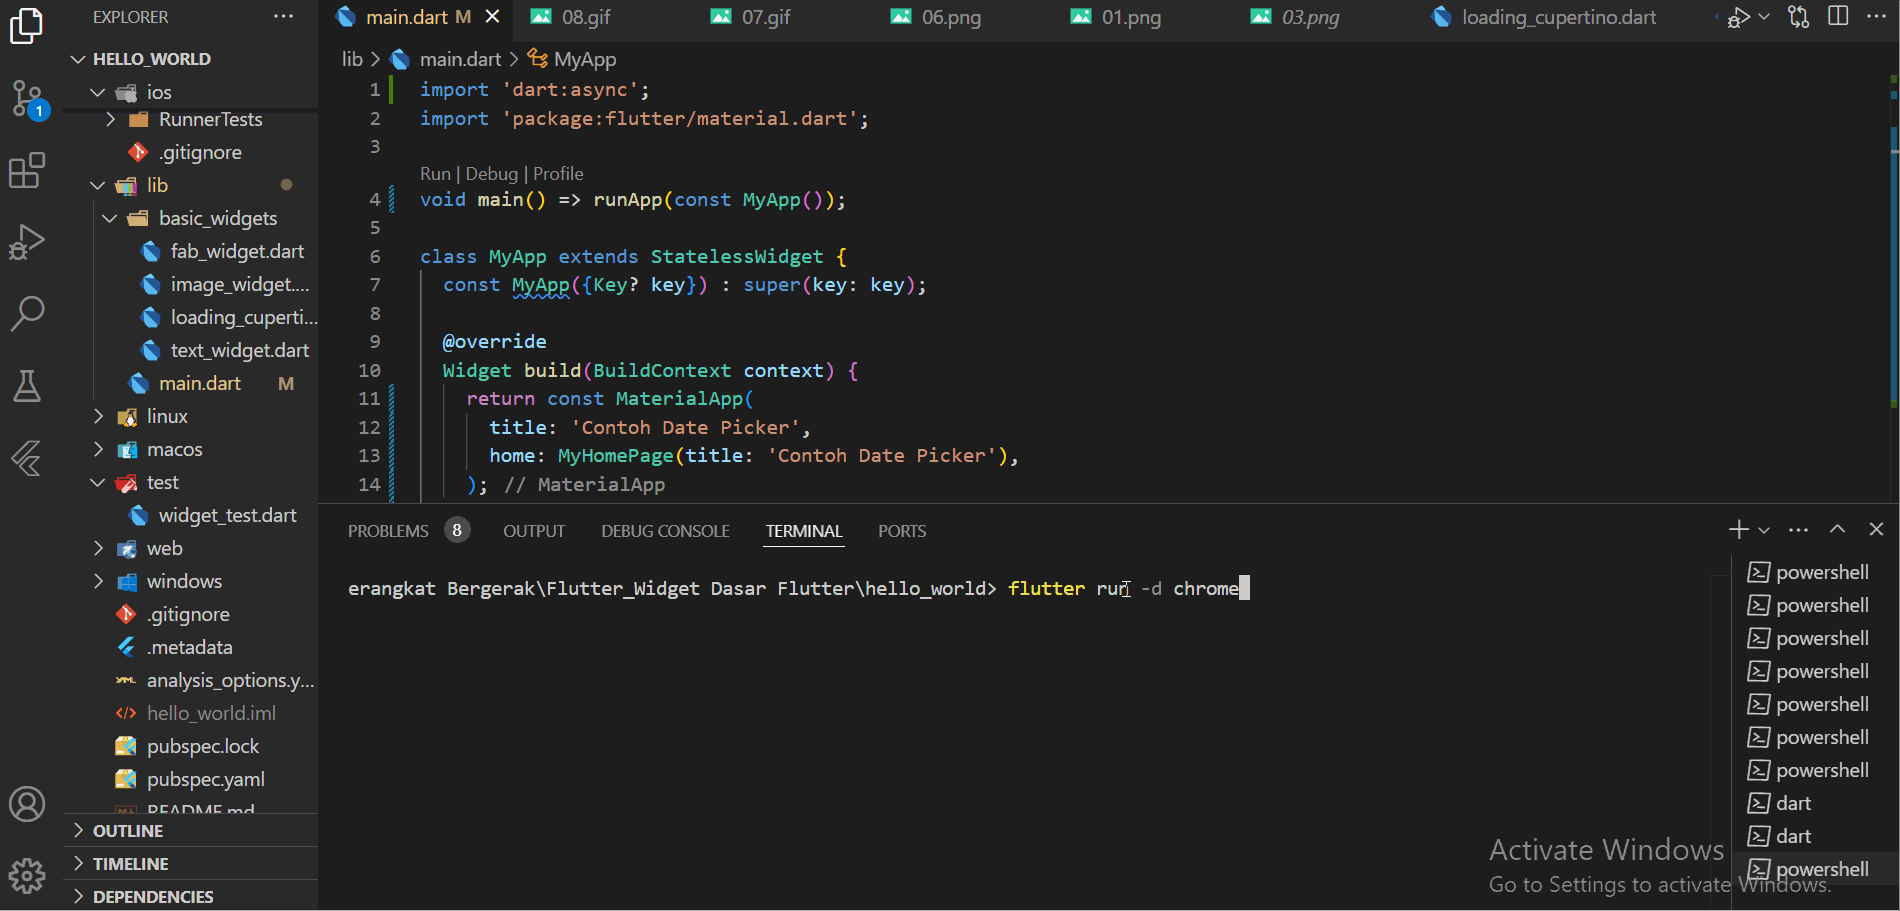 EXPLORER
HELLO_WORLD
ios
RunnerTests
.gitignore
lib
basic_widgets
fab_widget.dart
image_widget....
loading_cuperti...
text_widget.dart
main.dart M
linux
macos
test
widget_test.dart
web
windows
.gitignore
.metadata
analysis_options.y...
hello_world.iml
pubspec.lock
pubspec.yaml
README.md
OUTLINE
TIMELINE
DEPENDENCIES
1
main.dart M 08.gif 07.gif 06.png 01.png 03.png loading_cupertino.dart
lib > main.dart > MyApp
1 import 'dart:async';
2 import 'package:flutter/material.dart';
3
Run | Debug | Profile
4 void main() => runApp(const MyApp());
5
6 class MyApp extends StatelessWidget {
7 const MyApp({Key? key}) : super(key: key);
8
9 @override
10 Widget build(BuildContext context) {
11 return const MaterialApp(
12 title: 'Contoh Date Picker',
13 home: MyHomePage(title: 'Contoh Date Picker'),
14 ); // MaterialApp
PROBLEMS 8 OUTPUT DEBUG CONSOLE TERMINAL PORTS
erangkat Bergerak\Flutter_Widget Dasar Flutter\hello_world> flutter run -d chrome
powershell
powershell
powershell
powershell
powershell
powershell
powershell
dart
dart
powershell
Activate Windows
Go to Settings to activate Windows.